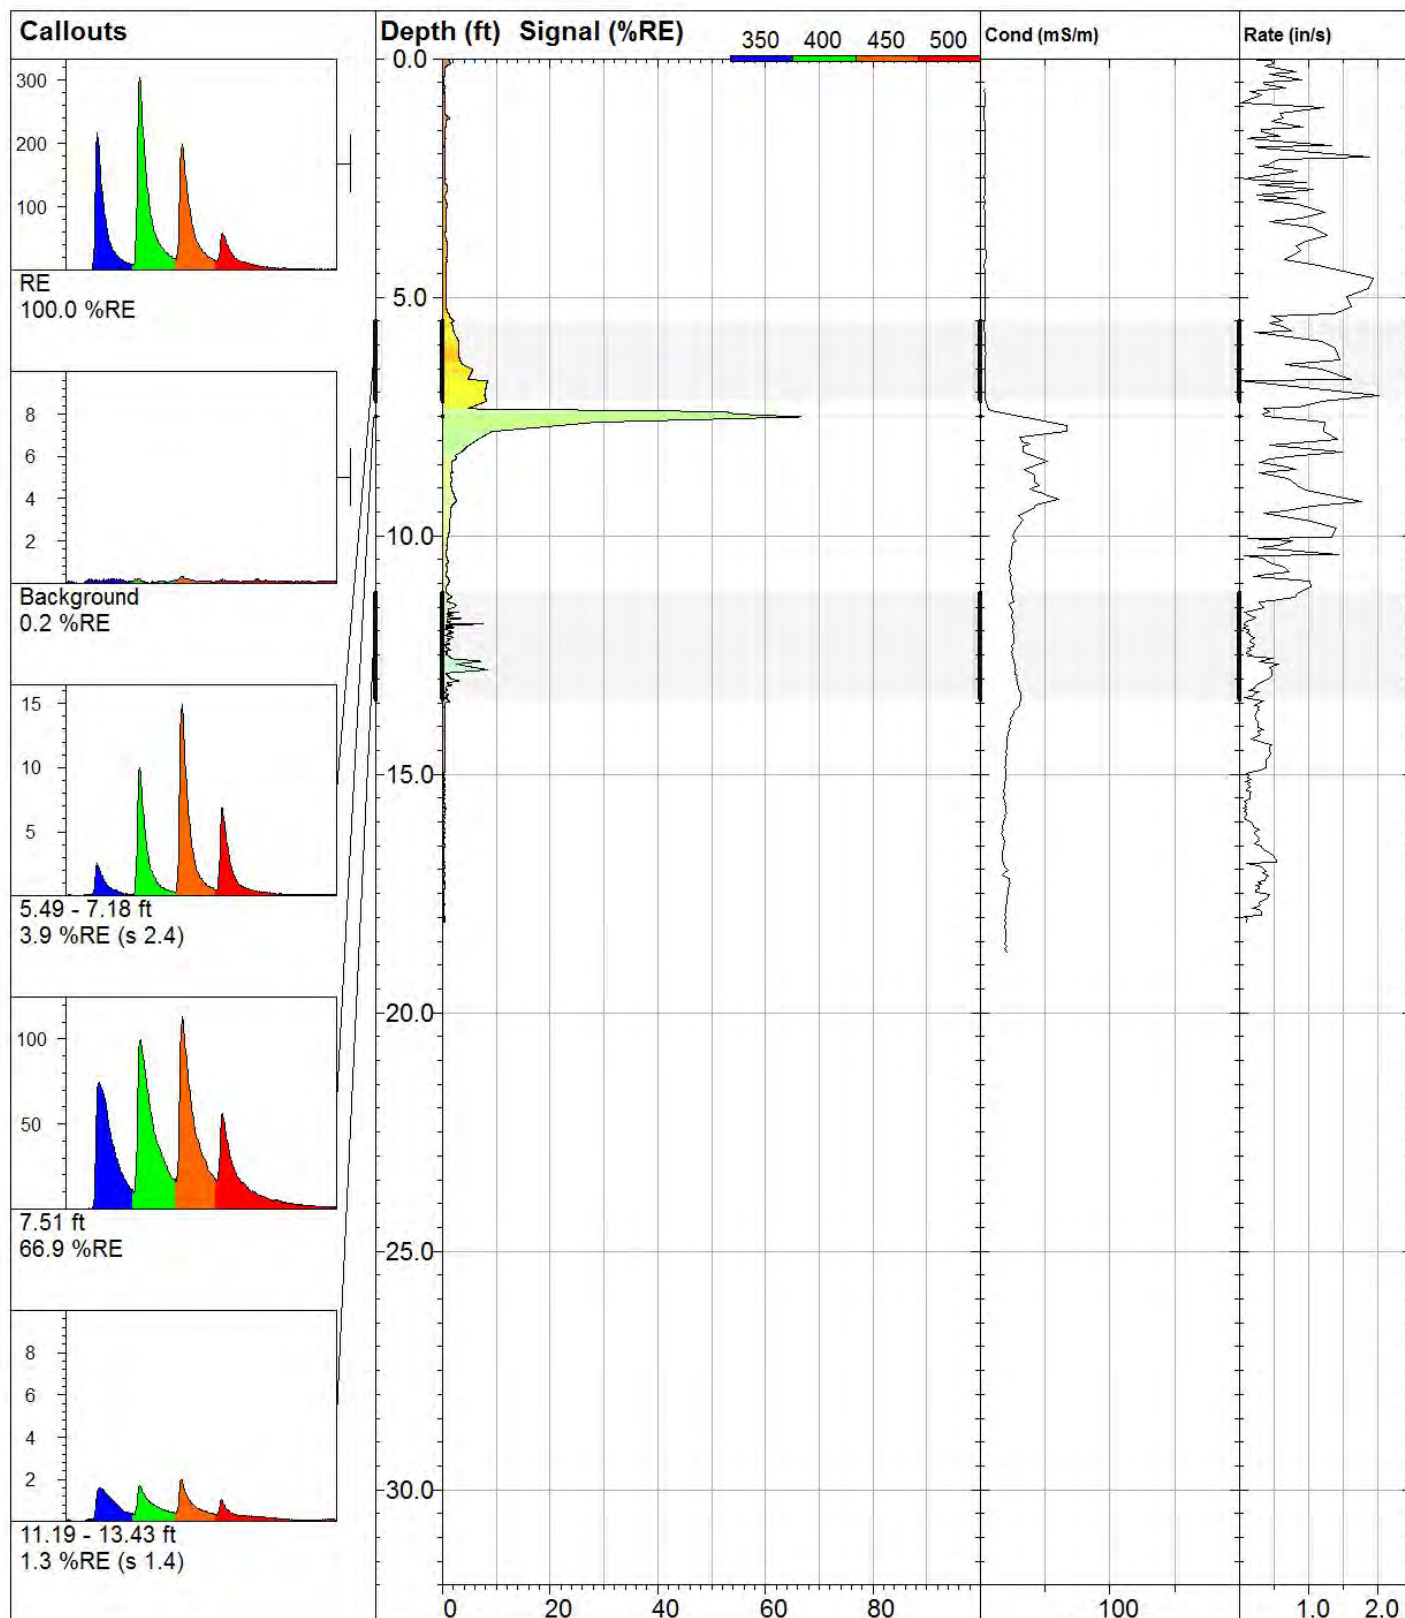 Callouts
Depth (ft) Signal (%RE)
350 400 450 500
Cond (mS/m)
Rate (in/s)
300
200
100
RE
100.0 %RE
8
6
4
2
Background
0.2 %RE
15
10
5
5.49 - 7.18 ft
3.9 %RE (s 2.4)
100
50
7.51 ft
66.9 %RE
8
6
4
2
11.19 - 13.43 ft
1.3 %RE (s 1.4)
0.0
5.0
10.0
15.0
20.0
25.0
30.0
0 20 40 60 80
100
1.0 2.0